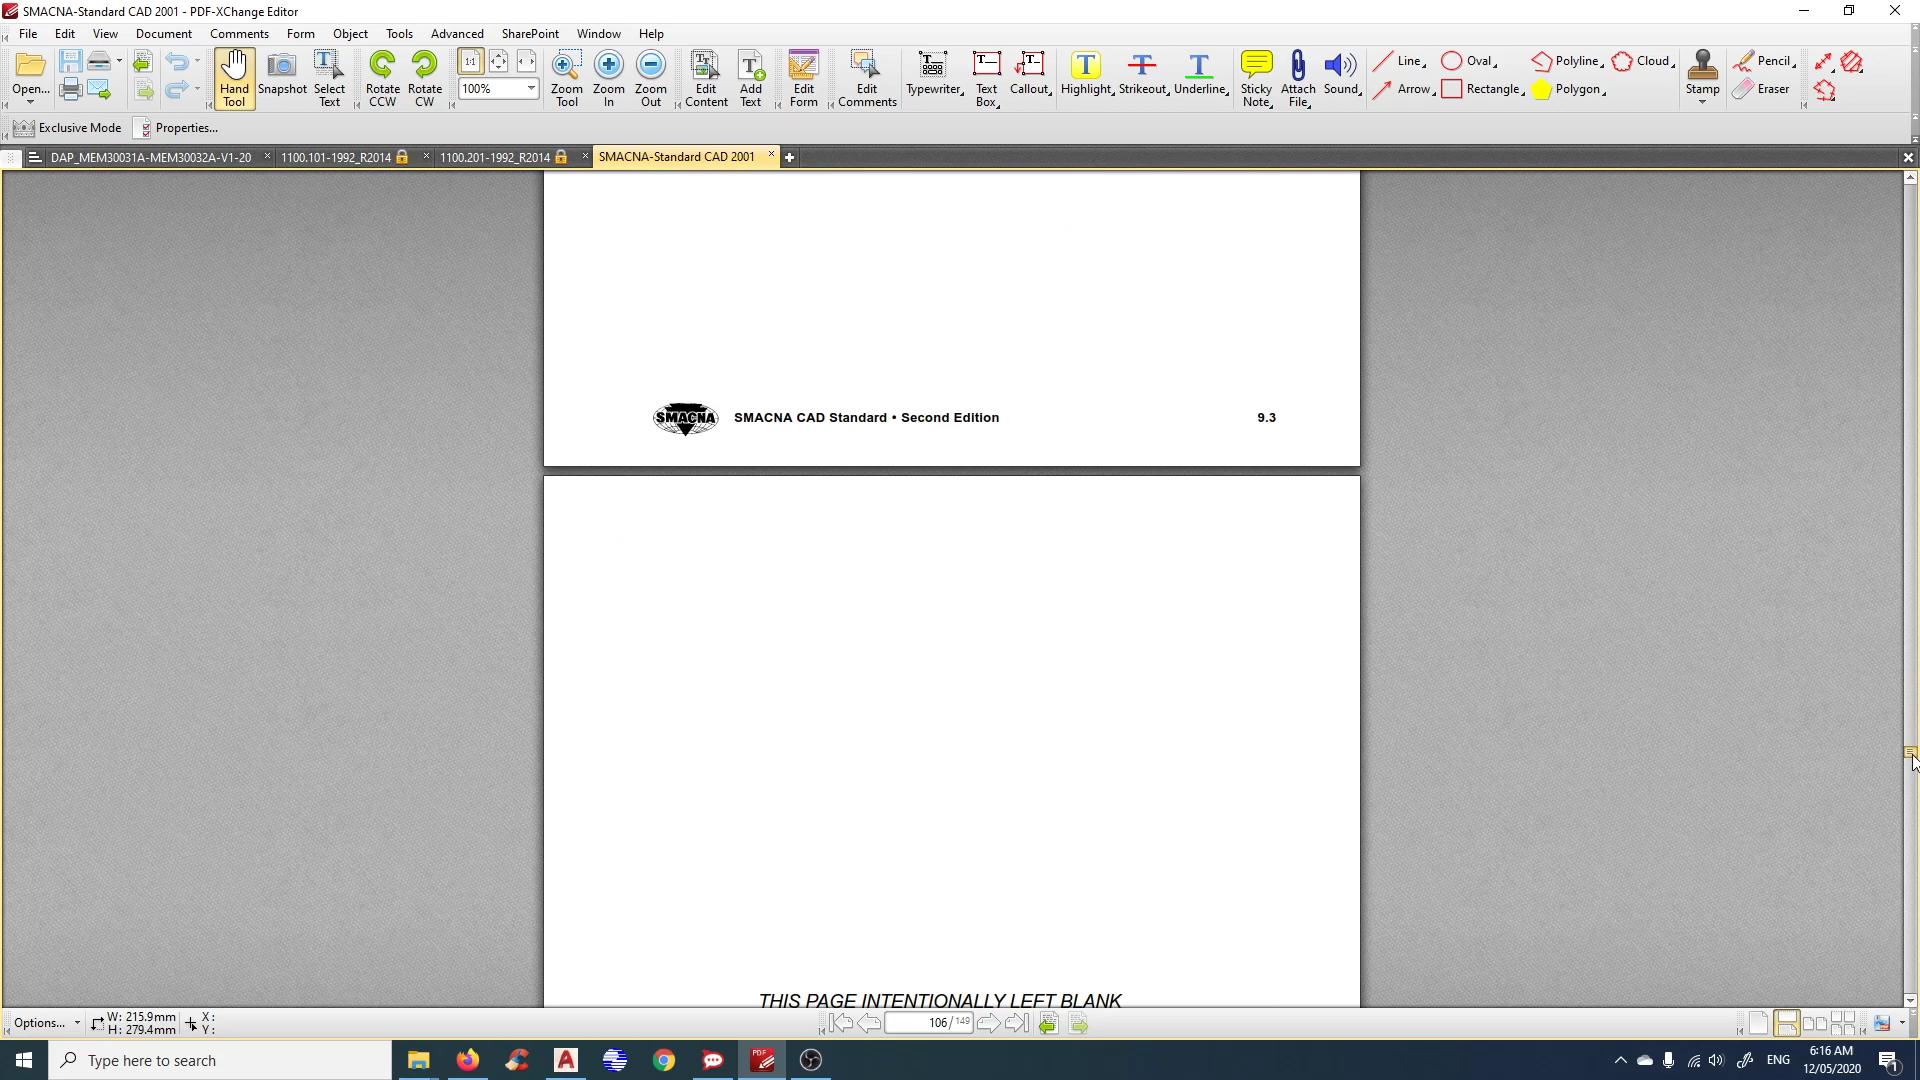 SMACNA-Standard CAD 2001 - PDF-XChange Editor
File Edit View Document Comments Form Object Tools Advanced SharePoint Window Help
Open... Hand Tool Snapshot Select Text Rotate CCW Rotate CW 1:1 100% Zoom Tool Zoom In Zoom Out Edit Content Add Text Edit Form Edit Comments Typewriter Text Box Callout Highlight Strikeout Underline Sticky Note Attach File Sound Line Arrow Oval Rectangle Polyline Polygon Cloud Stamp Pencil Eraser
Exclusive Mode Properties...
DAP_MEM30031A-MEM30032A-V1-20 1100.101-1992_R2014 1100.201-1992_R2014 SMACNA-Standard CAD 2001
SMACNA SMACNA CAD Standard • Second Edition 9.3
THIS PAGE INTENTIONALLY LEFT BLANK
Options... W: 215.9mm H: 279.4mm X: Y: 106 / 149
Type here to search PDF ENG 6:16 AM 12/05/2020 1